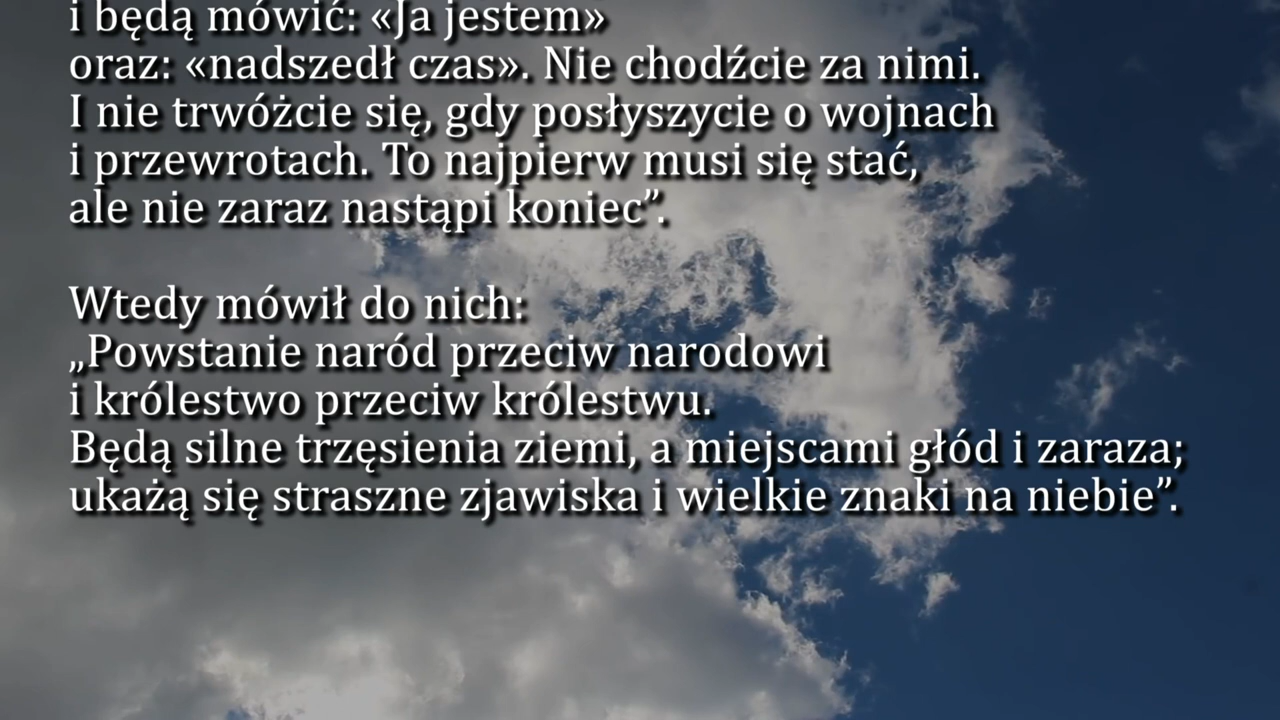 i będą mówić: «Ja jestem»
oraz: «nadszedł czas». Nie chodźcie za nimi.
I nie trwóżcie się, gdy posłyszycie o wojnach
i przewrotach. To najpierw musi się stać,
ale nie zaraz nastąpi koniec”.
Wtedy mówił do nich:
„Powstanie naród przeciw narodowi
i królestwo przeciw królestwu.
Będą silne trzęsienia ziemi, a miejscami głód i zaraza;
ukażą się straszne zjawiska i wielkie znaki na niebie”.